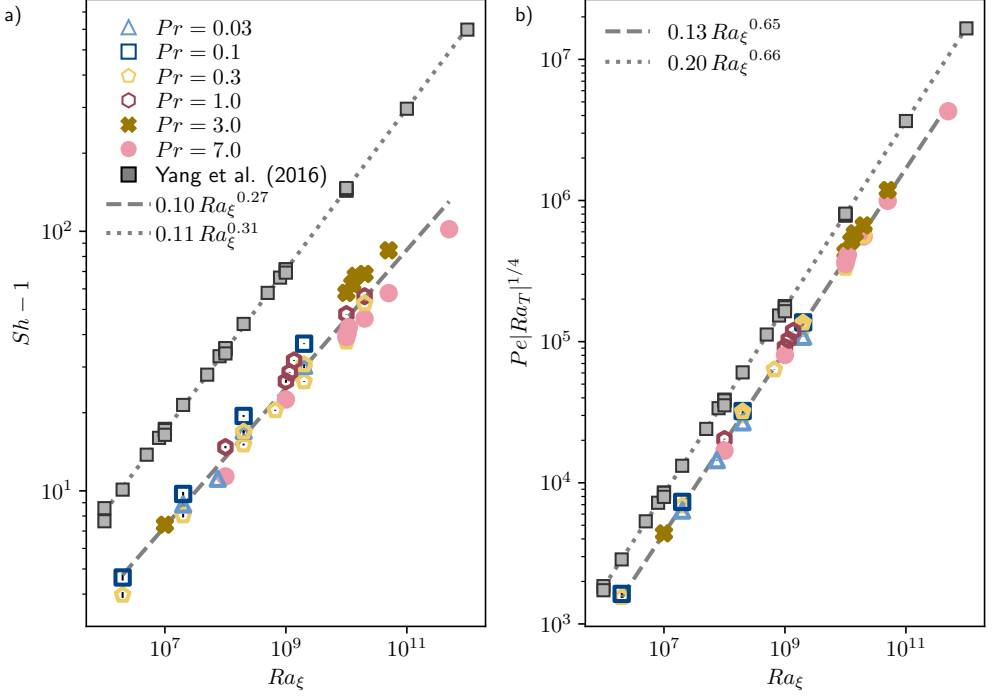 a)
Pr = 0.03
Pr = 0.1
Pr = 0.3
Pr = 1.0
Pr = 3.0
Pr = 7.0
Yang et al. (2016)
0.10 Ra_ξ^0.27
0.11 Ra_ξ^0.31
Sh − 1
10^2
10^1
10^7 10^9 10^11
Ra_ξ
b)
0.13 Ra_ξ^0.65
0.20 Ra_ξ^0.66
Pe|Ra_T|^1/4
10^7
10^6
10^5
10^4
10^3
10^7 10^9 10^11
Ra_ξ